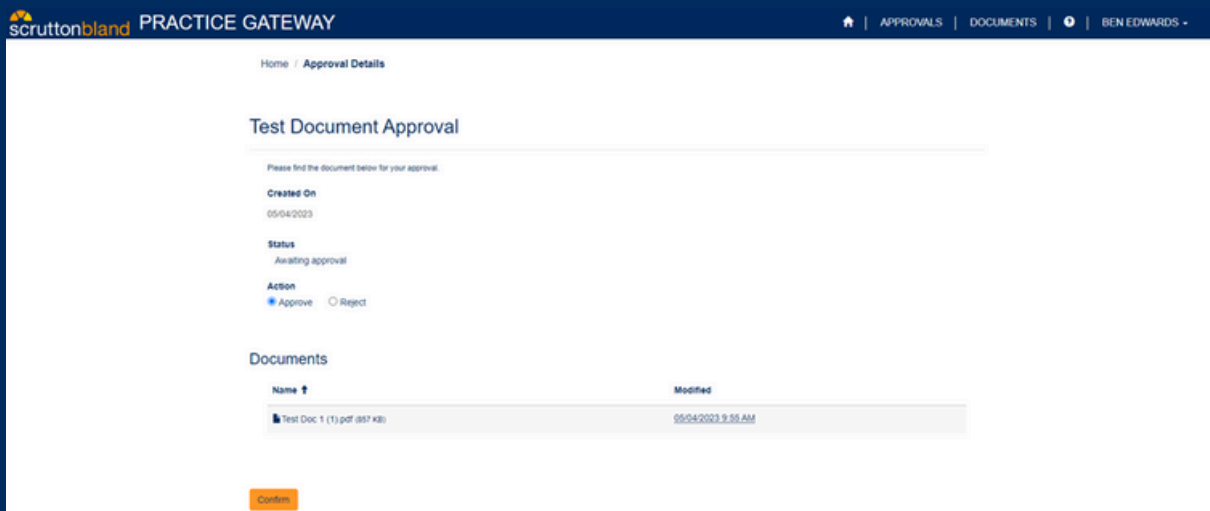 scruttonbland PRACTICE GATEWAY
APPROVALS | DOCUMENTS | ? | BEN EDWARDS
Home / Approval Details
Test Document Approval
Please find the document below for your approval.
Created On
05/04/2023
Status
Awaiting approval
Action
Approve Reject
Documents
Name Modified
Test Doc 1 (1).pdf (857 KB) 05/04/2023 9:55 AM
Confirm